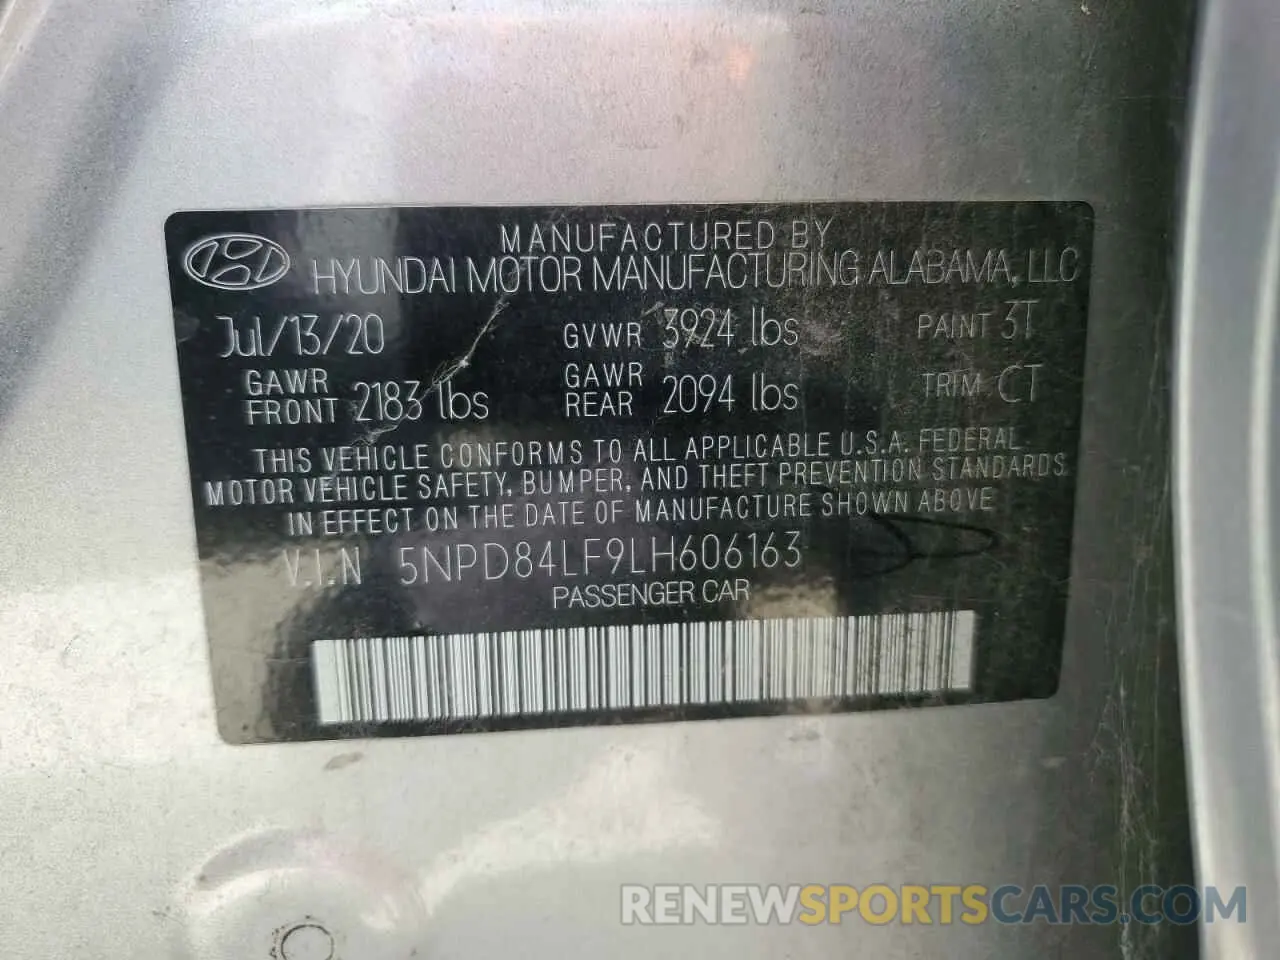 MANUFACTURED BY
HYUNDAI MOTOR MANUFACTURING ALABAMA, LLC
Jul/13/20 GVWR 3924 lbs PAINT 3T
GAWR FRONT 2183 lbs GAWR REAR 2094 lbs TRIM CT
THIS VEHICLE CONFORMS TO ALL APPLICABLE U.S.A. FEDERAL
MOTOR VEHICLE SAFETY, BUMPER, AND THEFT PREVENTION STANDARDS
IN EFFECT ON THE DATE OF MANUFACTURE SHOWN ABOVE
V.I.N 5NPD84LF9LH606163
PASSENGER CAR
RENEWSPORTSCARS.COM